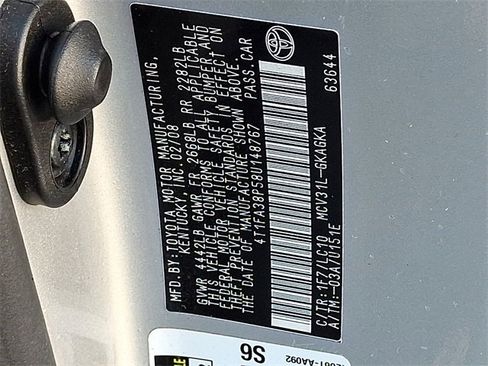 MFD.BY:TOYOTA MOTOR MANUFACTURING,
KENTUCKY, INC. 02/08
GVWR 4442LB GAWR FR 2668LB RR 2282LB
THIS VEHICLE CONFORMS TO ALL APPLICABLE
FEDERAL MOTOR VEHICLE SAFETY, BUMPER AND
THEFT PREVENTION STANDARDS IN EFFECT ON
THE DATE OF MANUFACTURE SHOWN ABOVE.
4T1FA38P58U148767 PASS.CAR
C/TR:1F7/LC10 MCV31L-GKAGKA
A/TM:-03A/U151E 63644
S6